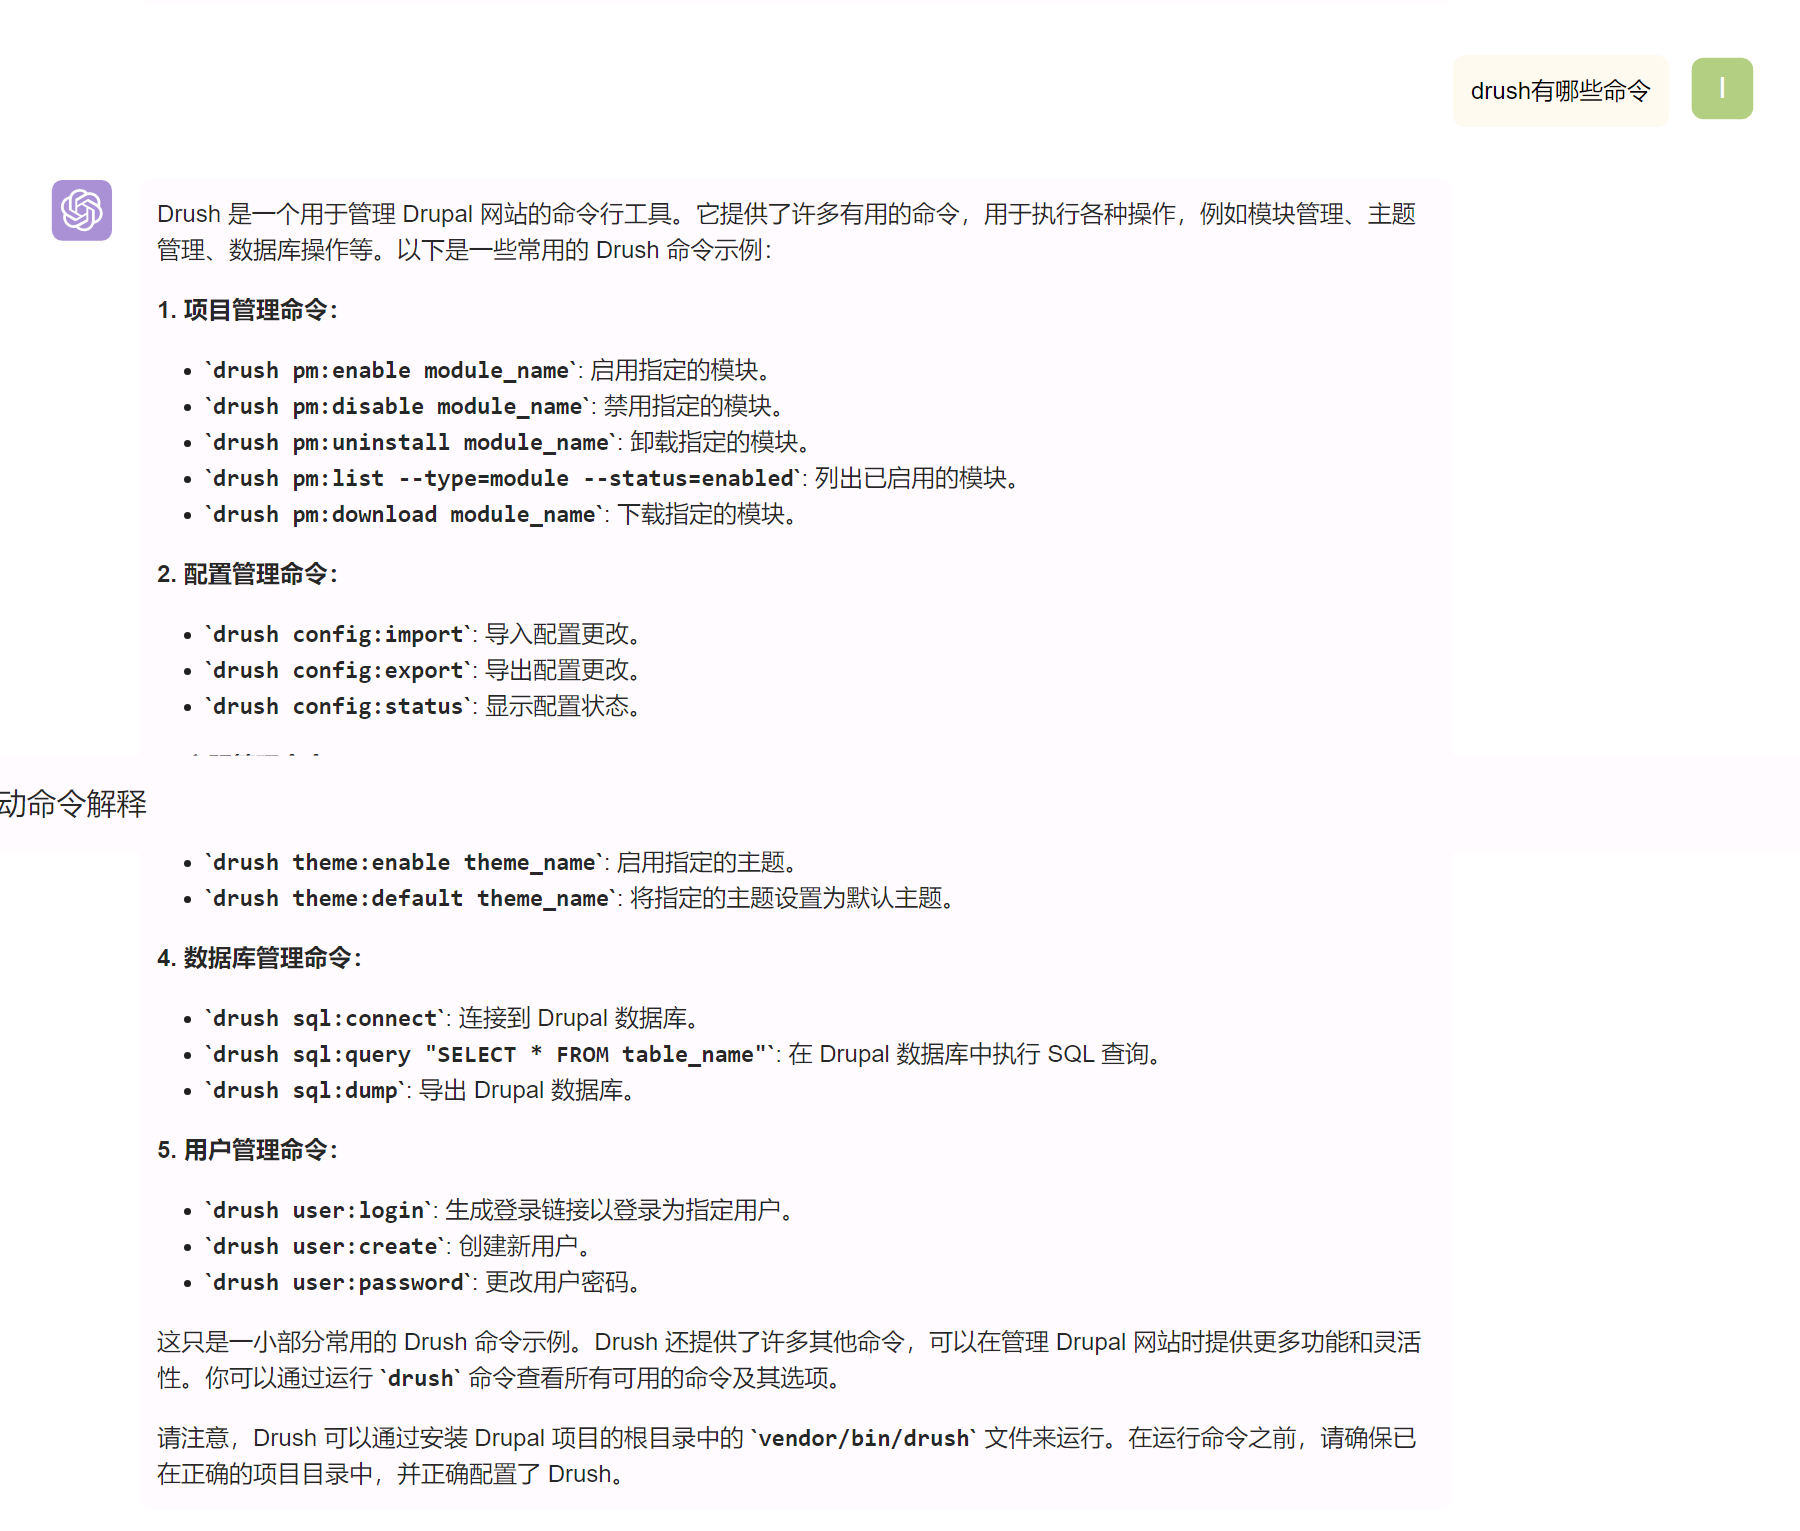 drush有哪些命令
I
Drush 是一个用于管理 Drupal 网站的命令行工具。它提供了许多有用的命令，用于执行各种操作，例如模块管理、主题
管理、数据库操作等。以下是一些常用的 Drush 命令示例：
1. 项目管理命令：
• `drush pm:enable module_name`: 启用指定的模块。
• `drush pm:disable module_name`: 禁用指定的模块。
• `drush pm:uninstall module_name`: 卸载指定的模块。
• `drush pm:list --type=module --status=enabled`: 列出已启用的模块。
• `drush pm:download module_name`: 下载指定的模块。
2. 配置管理命令：
• `drush config:import`: 导入配置更改。
• `drush config:export`: 导出配置更改。
• `drush config:status`: 显示配置状态。
动命令解释
• `drush theme:enable theme_name`: 启用指定的主题。
• `drush theme:default theme_name`: 将指定的主题设置为默认主题。
4. 数据库管理命令：
• `drush sql:connect`: 连接到 Drupal 数据库。
• `drush sql:query "SELECT * FROM table_name"`: 在 Drupal 数据库中执行 SQL 查询。
• `drush sql:dump`: 导出 Drupal 数据库。
5. 用户管理命令：
• `drush user:login`: 生成登录链接以登录为指定用户。
• `drush user:create`: 创建新用户。
• `drush user:password`: 更改用户密码。
这只是一小部分常用的 Drush 命令示例。Drush 还提供了许多其他命令，可以在管理 Drupal 网站时提供更多功能和灵活
性。你可以通过运行 `drush` 命令查看所有可用的命令及其选项。
请注意，Drush 可以通过安装 Drupal 项目的根目录中的 `vendor/bin/drush` 文件来运行。在运行命令之前，请确保已
在正确的项目目录中，并正确配置了 Drush。